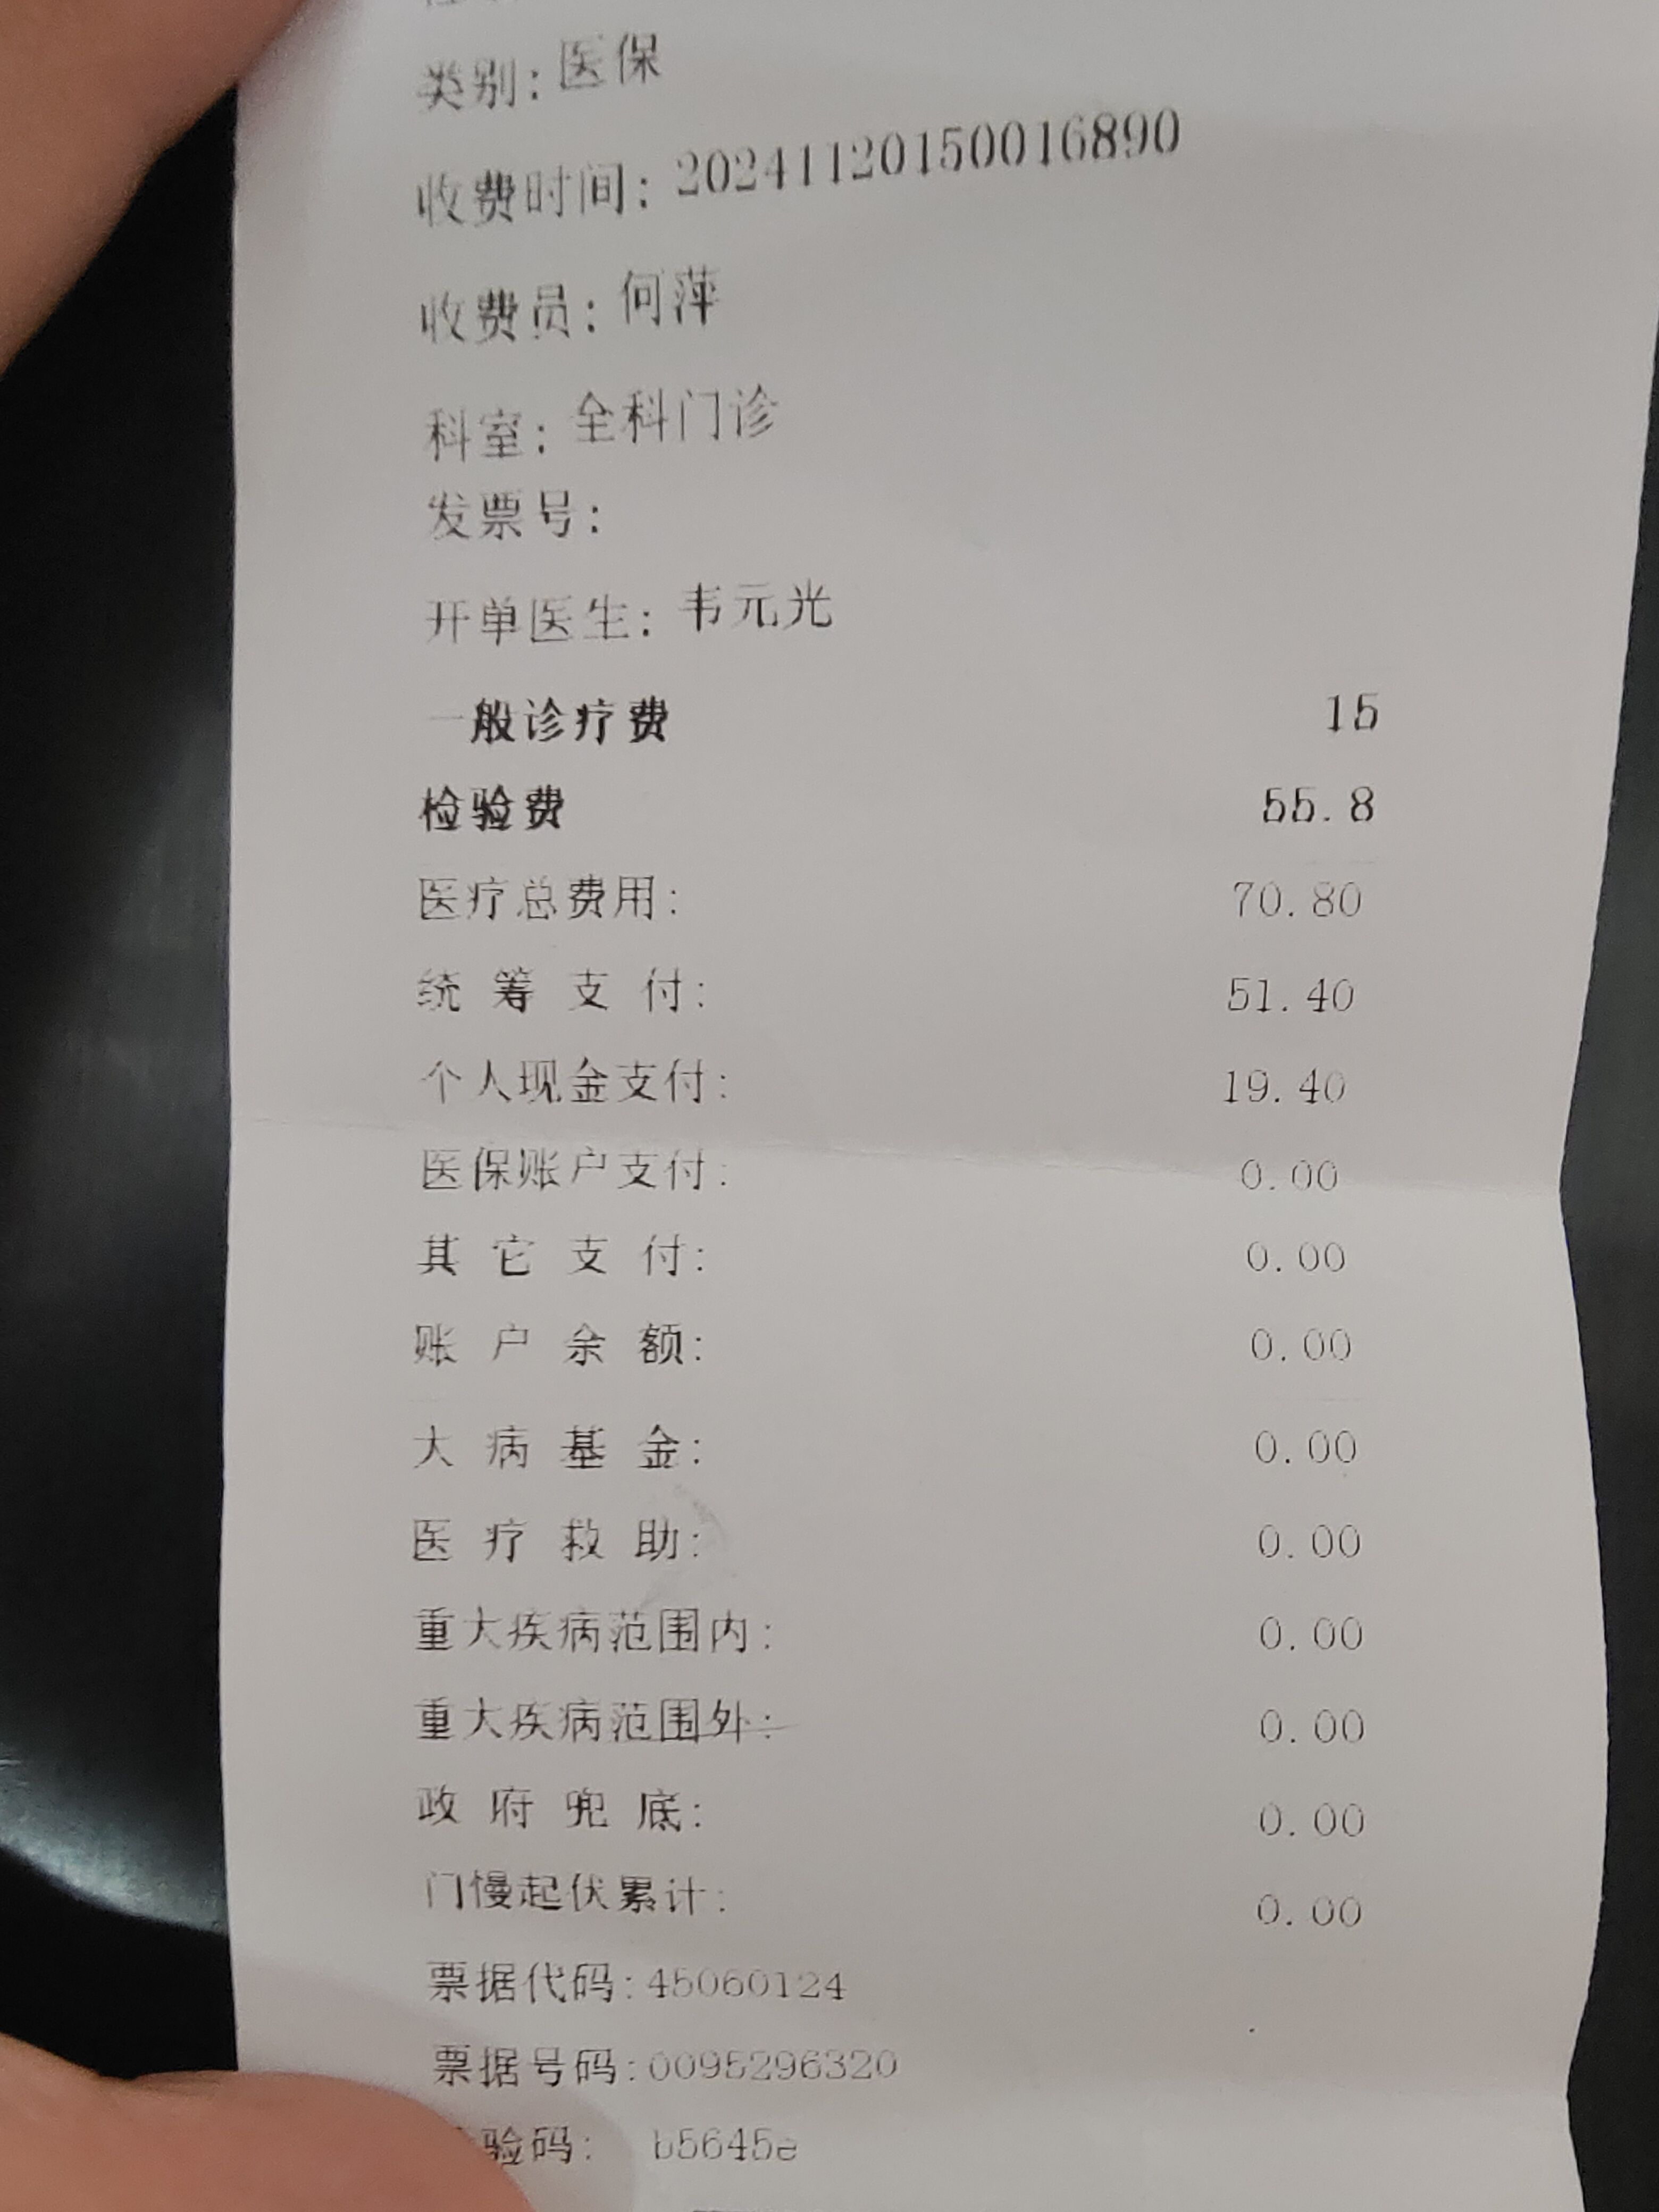 类别: 医保
收费时间: 20241120150016890
收费员: 何萍
科室: 全科门诊
发票号:
开单医生: 韦元光
一般诊疗费 15
检验费 55.8
医疗总费用: 70.80
统筹支付: 51.40
个人现金支付: 19.40
医保账户支付: 0.00
其它支付: 0.00
账户余额: 0.00
大病基金: 0.00
医疗救助: 0.00
重大疾病范围内: 0.00
重大疾病范围外: 0.00
政府兜底: 0.00
门慢起伏累计: 0.00
票据代码:45060124
票据号码:0095296320
验码: b5645e